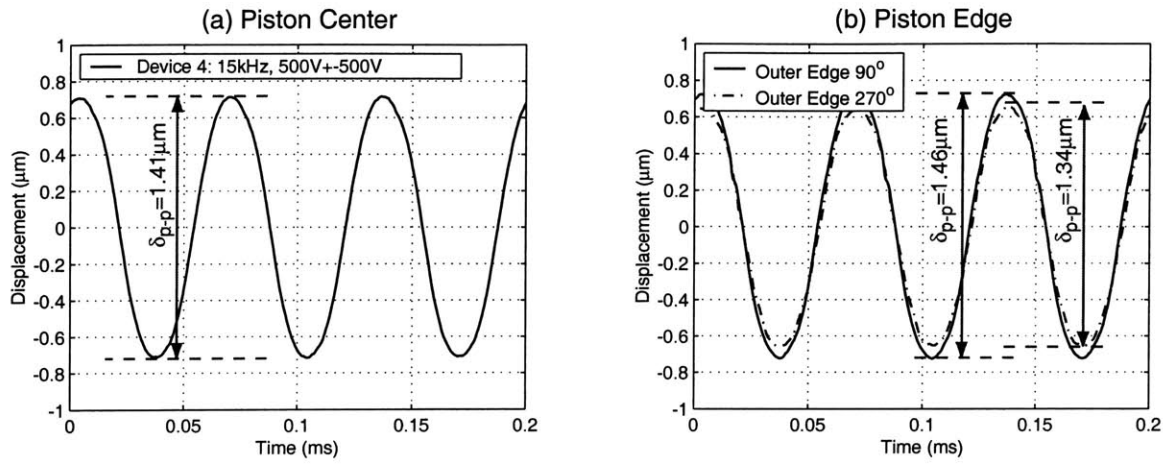 (a) Piston Center
Device 4: 15kHz, 500V+-500V
δp-p=1.41μm
Displacement (μm)
1
0.8
0.6
0.4
0.2
0
-0.2
-0.4
-0.6
-0.8
-1
0
0.05
0.1
0.15
0.2
Time (ms)
(b) Piston Edge
Outer Edge 90o
Outer Edge 270o
δp-p=1.46μm
δp-p=1.34μm
Displacement (μm)
1
0.8
0.6
0.4
0.2
0
-0.2
-0.4
-0.6
-0.8
-1
0
0.05
0.1
0.15
0.2
Time (ms)